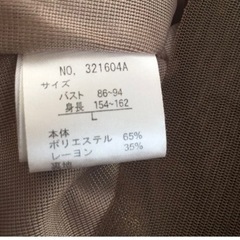 NO. 321604A
サイズ
バスト 86~94
身長 154~162
L
本体
ポリエステル 65%
レーヨン 35%